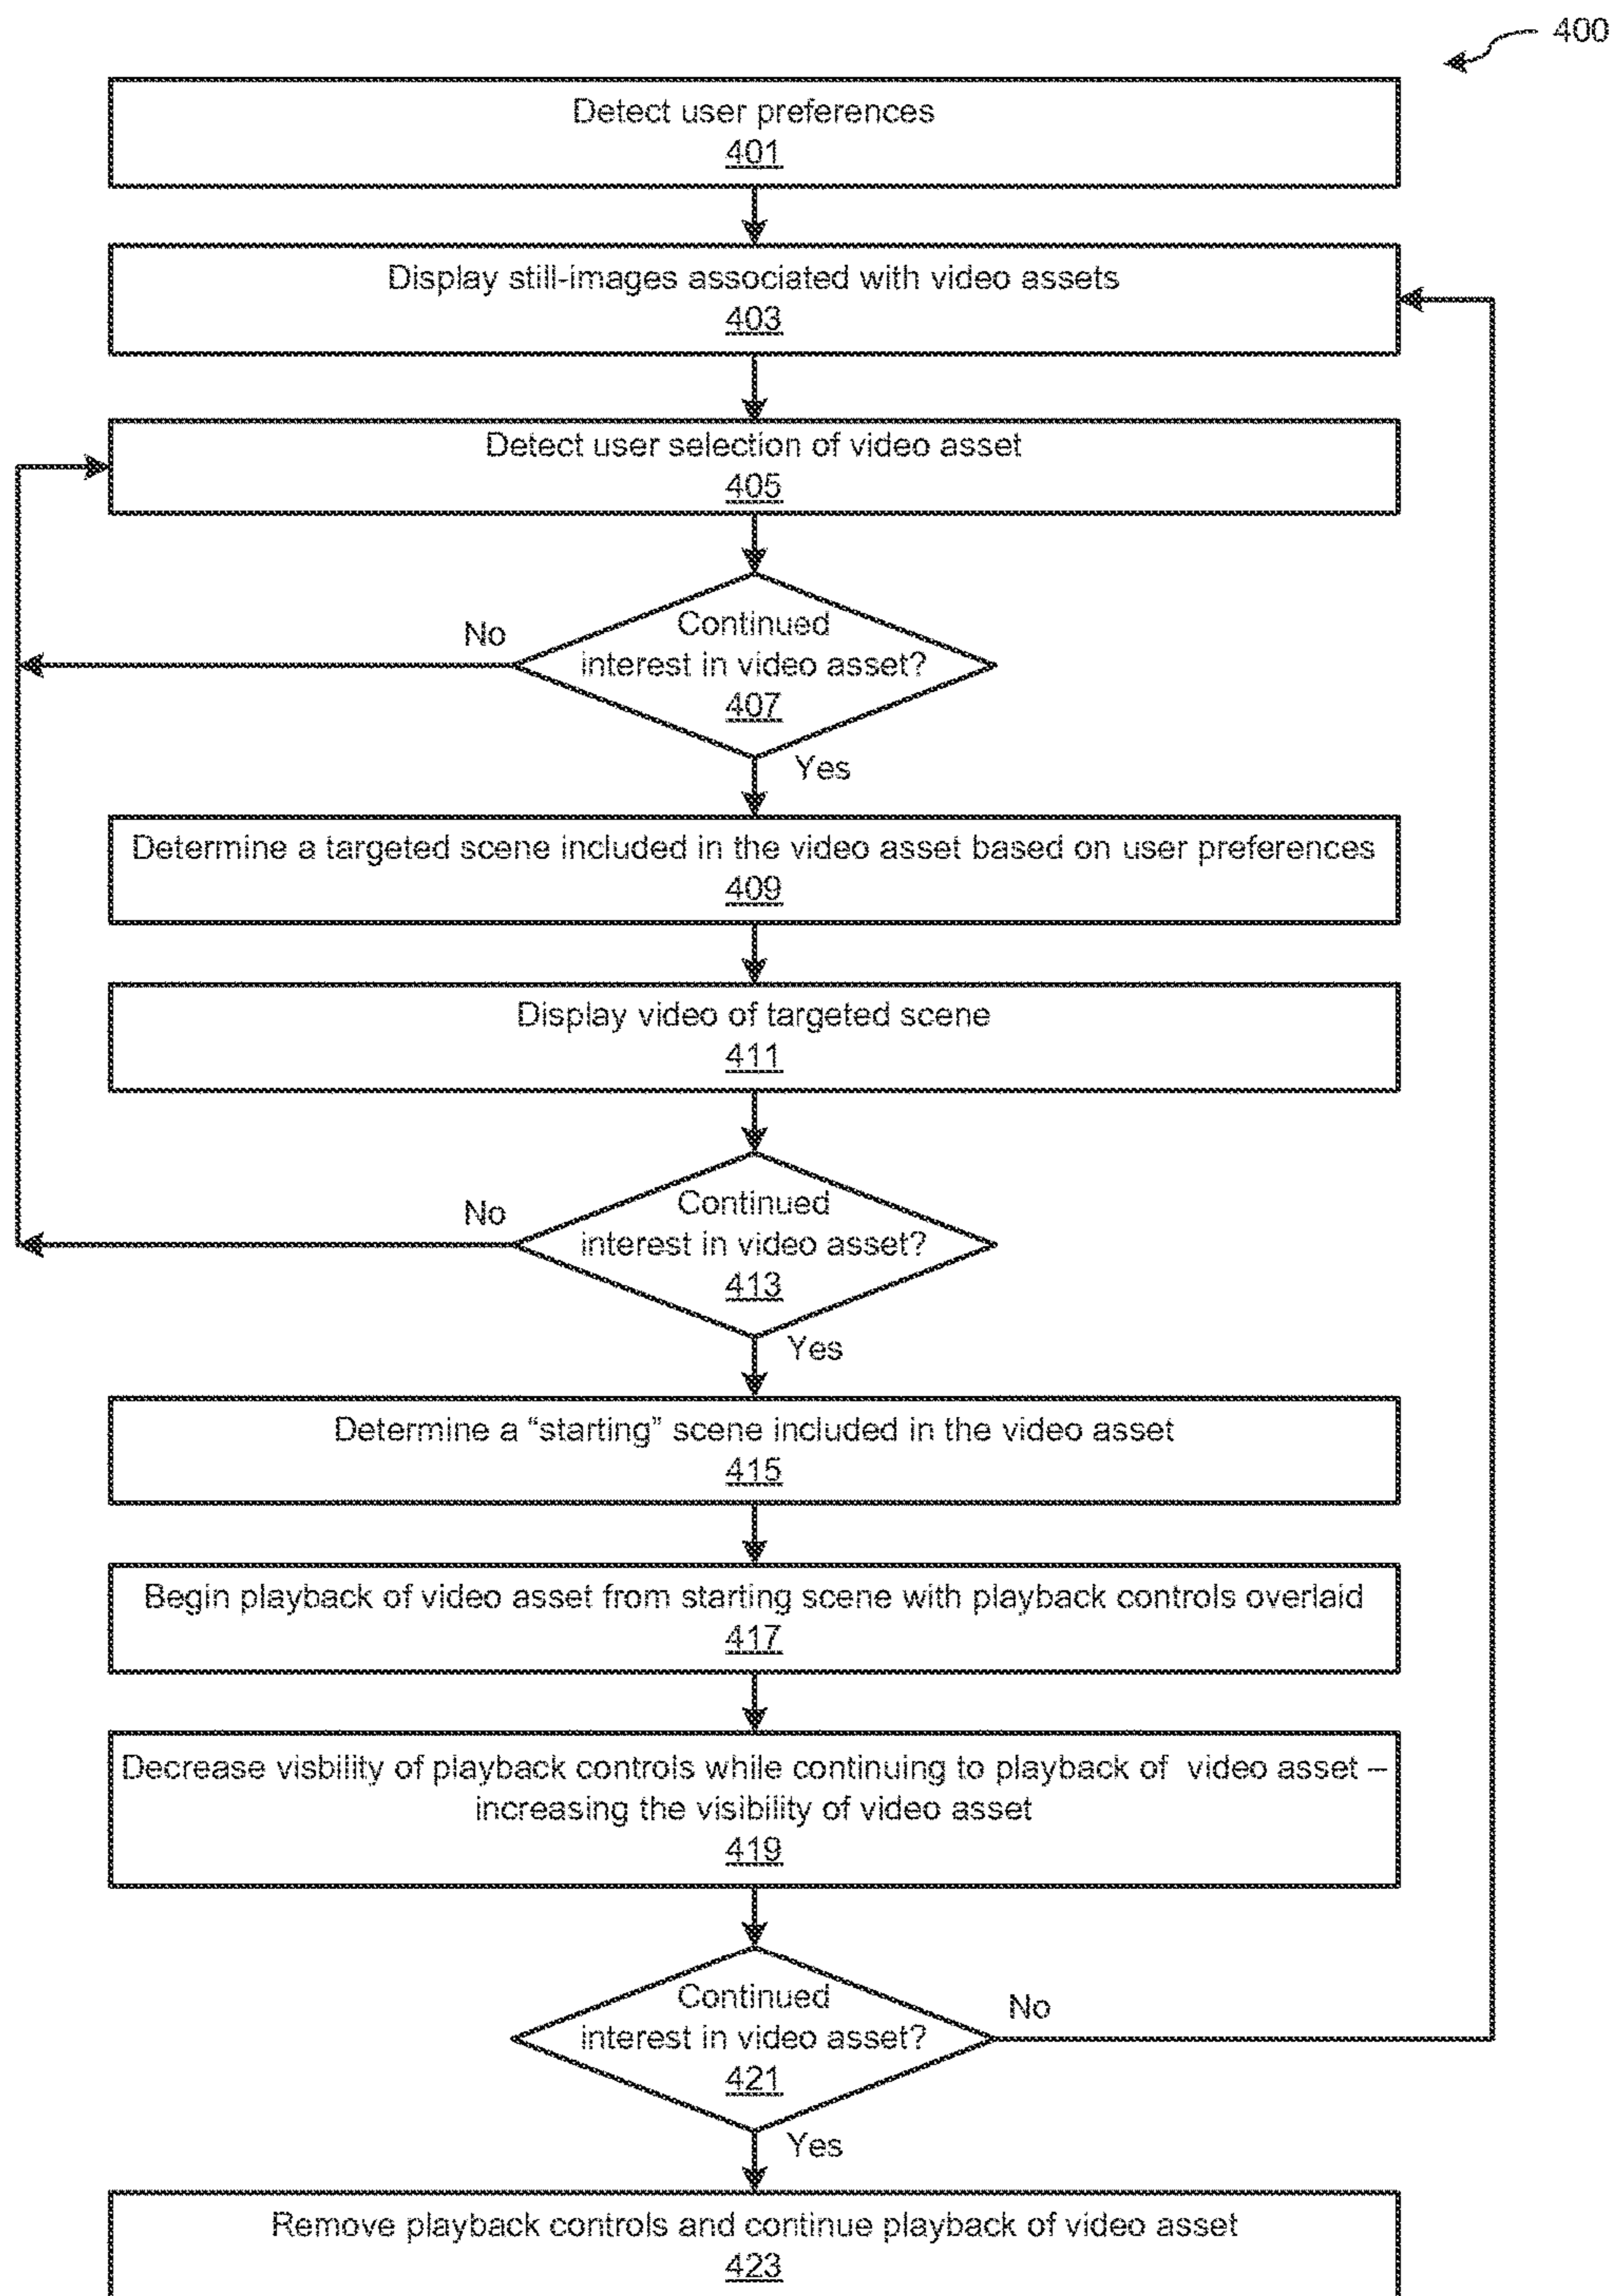 400
Detect user preferences
401
Display still-images associated with video assets
403
Detect user selection of video asset
405
Continued
interest in video asset?
407
No
Yes
Determine a targeted scene included in the video asset based on user preferences
409
Display video of targeted scene
411
Continued
interest in video asset?
413
No
Yes
Determine a “starting” scene included in the video asset
415
Begin playback of video asset from starting scene with playback controls overlaid
417
Decrease visbility of playback controls while continuing to playback of video asset –
increasing the visibility of video asset
419
Continued
interest in video asset?
421
No
Yes
Remove playback controls and continue playback of video asset
423